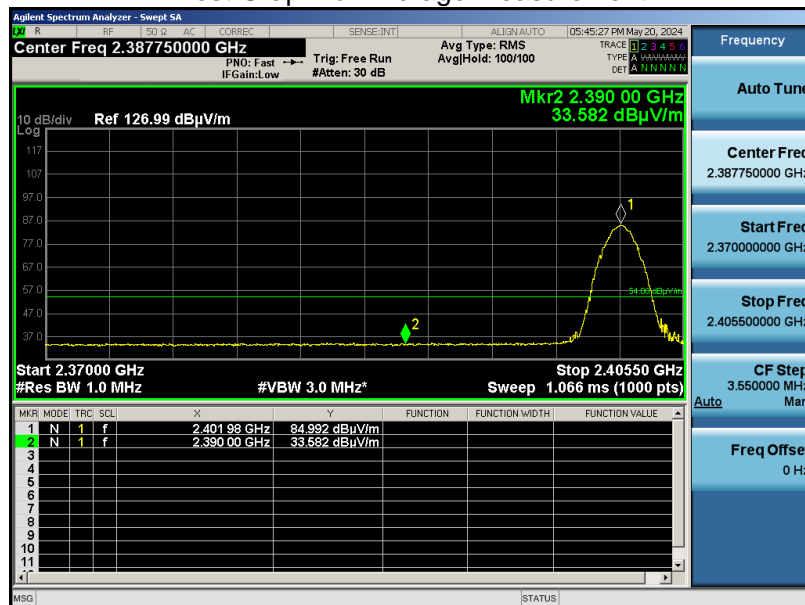 Agilent Spectrum Analyzer - Swept SA
LXI R RF 50 Ω AC CORREC SENSE:INT ALIGN AUTO 05:45:27 PM May 20, 2024
Center Freq 2.387750000 GHz
PNO: Fast
IFGain:Low
Trig: Free Run
#Atten: 30 dB
Avg Type: RMS
Avg|Hold: 100/100
TRACE 1 2 3 4 5 6
TYPE A WWWWW
DET A N N N N N
Mkr2 2.390 00 GHz
33.582 dBµV/m
10 dB/div
Log
Ref 126.99 dBµV/m
117
107
97.0
87.0
77.0
67.0
57.0
47.0
37.0
1
2
54.00 dBµV/m
Start 2.37000 GHz Stop 2.40550 GHz
#Res BW 1.0 MHz #VBW 3.0 MHz* Sweep 1.066 ms (1000 pts)
MKR MODE TRC SCL X Y FUNCTION FUNCTION WIDTH FUNCTION VALUE
1 N 1 f 2.401 98 GHz 84.992 dBµV/m
2 N 1 f 2.390 00 GHz 33.582 dBµV/m
3
4
5
6
7
8
9
10
11
MSG STATUS
Frequency
Auto Tune
Center Freq
2.387750000 GHz
Start Freq
2.370000000 GHz
Stop Freq
2.405500000 GHz
CF Step
3.550000 MHz
Auto Man
Freq Offset
0 Hz